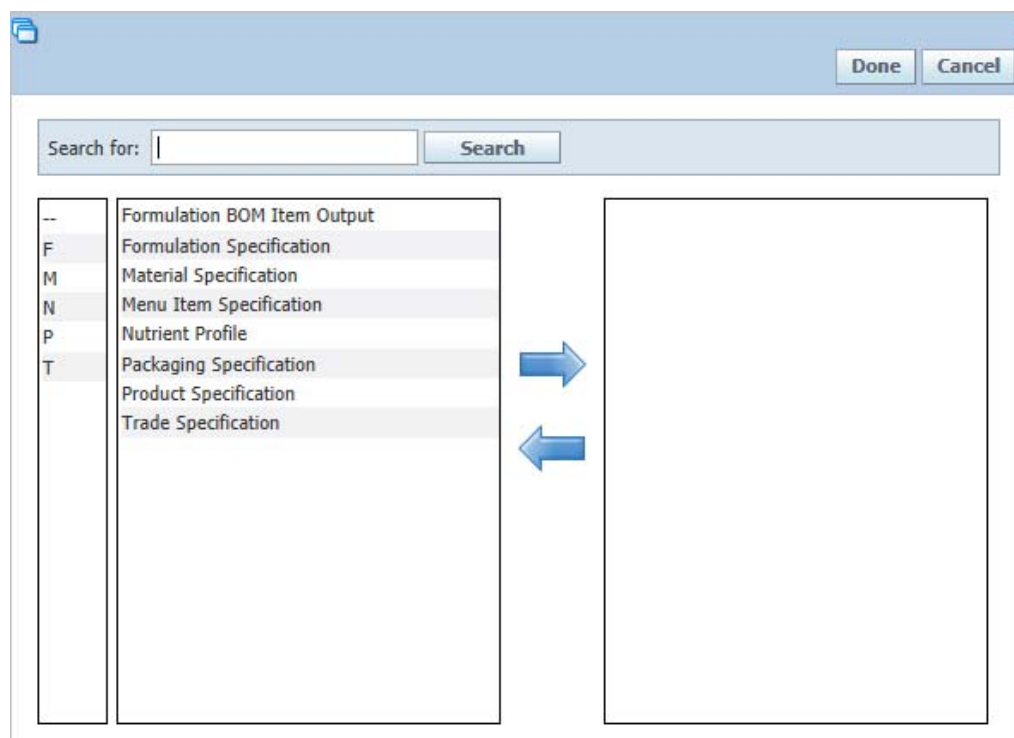 Done Cancel
Search for: Search
--
F
M
N
P
T
Formulation BOM Item Output
Formulation Specification
Material Specification
Menu Item Specification
Nutrient Profile
Packaging Specification
Product Specification
Trade Specification